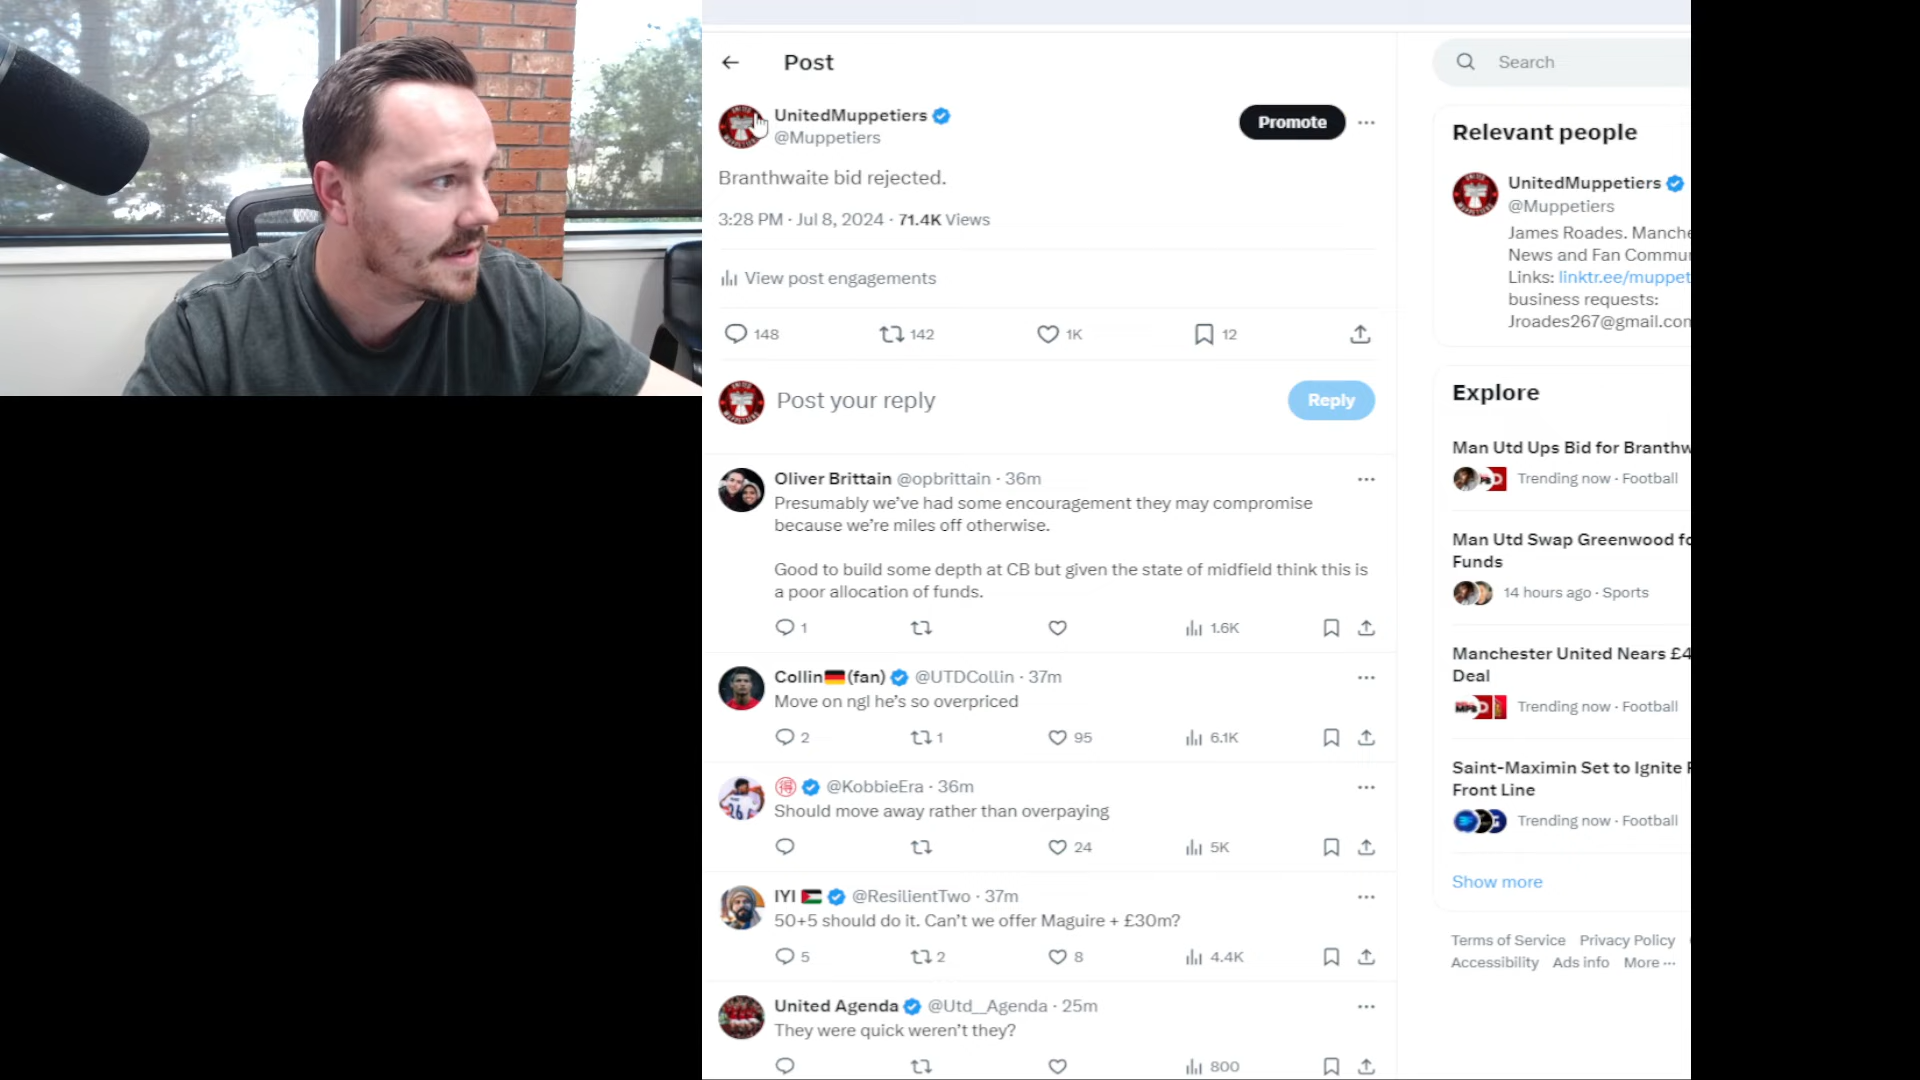 Post
Search
UnitedMuppetiers
@Muppetiers
Promote
Branthwaite bid rejected.
3:28 PM · Jul 8, 2024 · 71.4K Views
View post engagements
148 142 1K 12
Post your reply
Reply
Oliver Brittain @opbrittain · 36m
Presumably we've had some encouragement they may compromise
because we're miles off otherwise.
Good to build some depth at CB but given the state of midfield think this is
a poor allocation of funds.
1 1.6K
Collin🇩🇪(fan) @UTDCollin · 37m
Move on ngl he's so overpriced
2 1 95 6.1K
🉐 @KobbieEra · 36m
Should move away rather than overpaying
24 5K
IYI 🇵🇸 @ResilientTwo · 37m
50+5 should do it. Can't we offer Maguire + £30m?
5 2 8 4.4K
United Agenda @Utd__Agenda · 25m
They were quick weren't they?
800
Relevant people
UnitedMuppetiers
@Muppetiers
James Roades. Manche
News and Fan Commu
Links: linktr.ee/muppet
business requests:
Jroades267@gmail.con
Explore
Man Utd Ups Bid for Branthw
Trending now · Football
Man Utd Swap Greenwood fo
Funds
14 hours ago · Sports
Manchester United Nears £4
Deal
Trending now · Football
Saint-Maximin Set to Ignite F
Front Line
Trending now · Football
Show more
Terms of Service Privacy Policy
Accessibility Ads info More ···